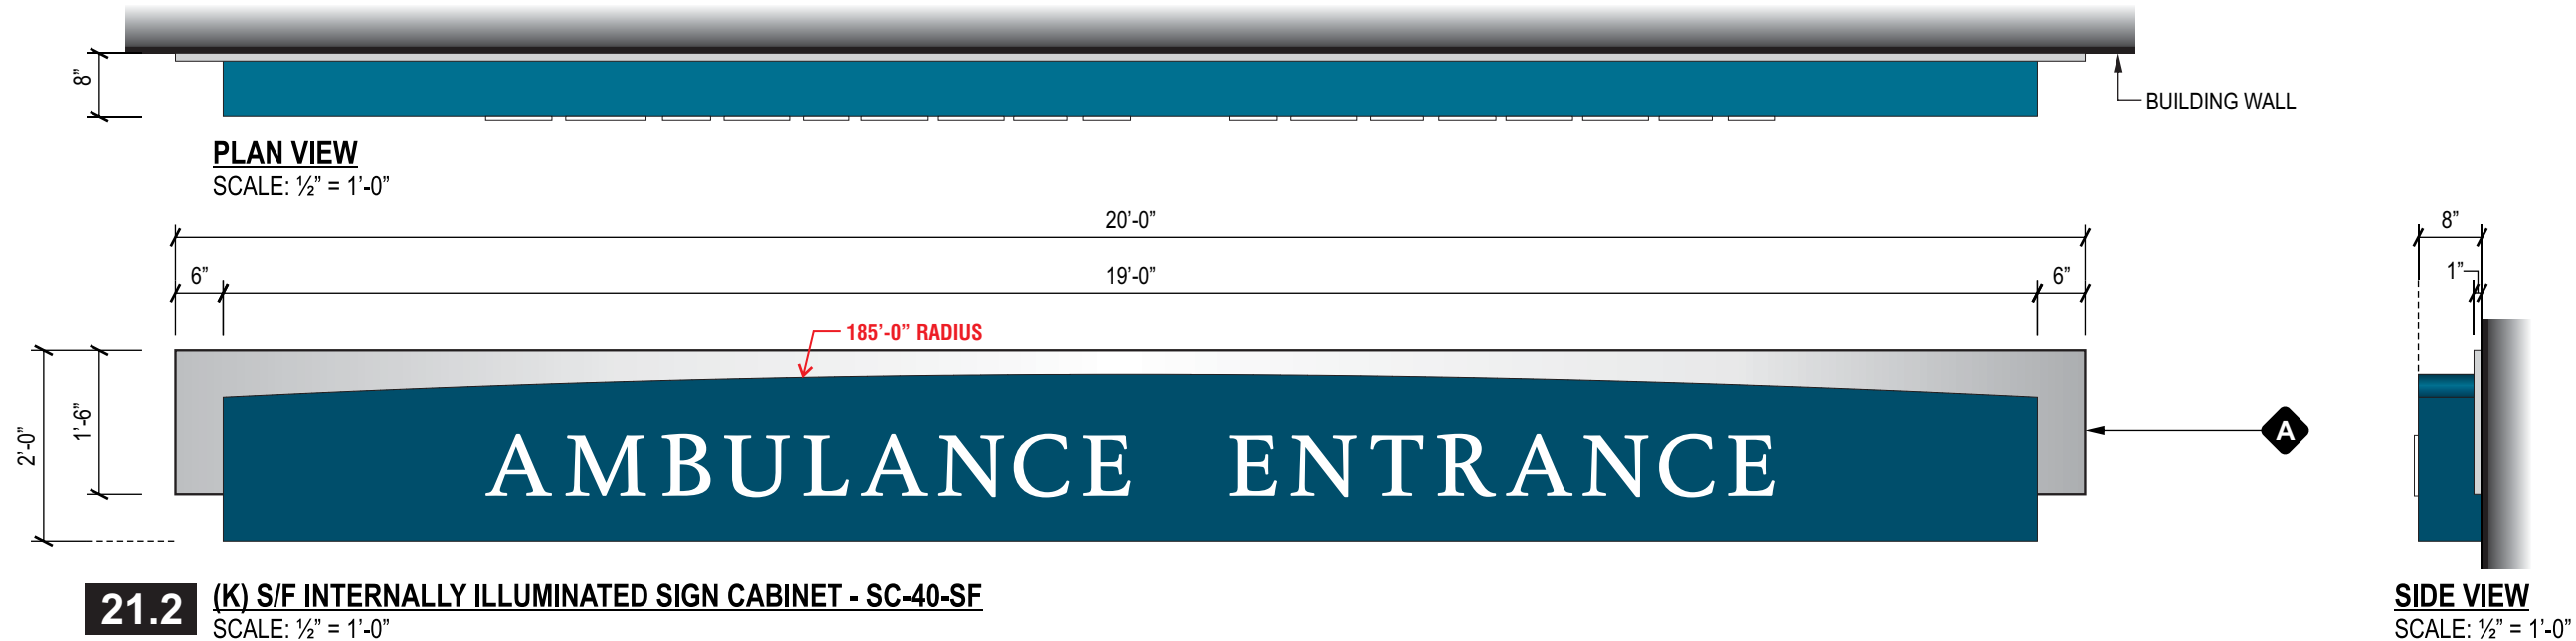 8”
BUILDING WALL
PLAN VIEW
SCALE: ½” = 1’-0”
20’-0”
8”
6”
19’-0”
6”
1”
185’-0” RADIUS
2’-0”
1’-6”
A
AMBULANCE ENTRANCE
21.2
(K) S/F INTERNALLY ILLUMINATED SIGN CABINET - SC-40-SF
SCALE: ½” = 1’-0”
SIDE VIEW
SCALE: ½” = 1’-0”